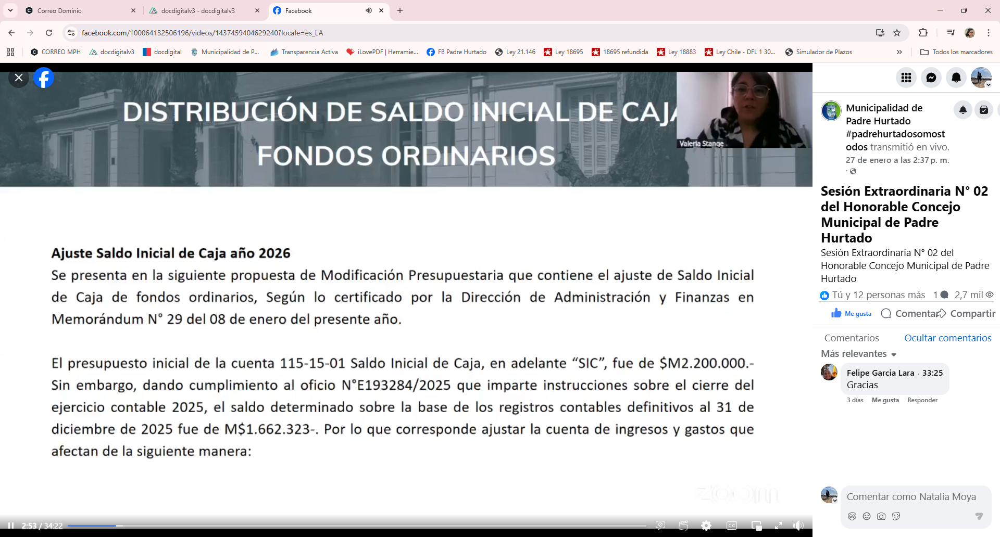 Correo Dominio
docdigitalv3 - docdigitalv3
Facebook
facebook.com/100064132506196/videos/1437459404629240?locale=es_LA
CORREO MPH
docdigitalv3
docdigital
Municipalidad de P...
Transparencia Activa
iLovePDF | Herramie...
FB Padre Hurtado
Ley 21.146
Ley 18695
18695 refundida
Ley 18883
Ley Chile - DFL 1 30...
Simulador de Plazos
Todos los marcadores
DISTRIBUCIÓN DE SALDO INICIAL DE CAJA
FONDOS ORDINARIOS
Valeria Stange
Ajuste Saldo Inicial de Caja año 2026
Se presenta en la siguiente propuesta de Modificación Presupuestaria que contiene el ajuste de Saldo Inicial
de Caja de fondos ordinarios, Según lo certificado por la Dirección de Administración y Finanzas en
Memorándum N° 29 del 08 de enero del presente año.
El presupuesto inicial de la cuenta 115-15-01 Saldo Inicial de Caja, en adelante “SIC”, fue de $M2.200.000.-
Sin embargo, dando cumplimiento al oficio N°E193284/2025 que imparte instrucciones sobre el cierre del
ejercicio contable 2025, el saldo determinado sobre la base de los registros contables definitivos al 31 de
diciembre de 2025 fue de M$1.662.323-. Por lo que corresponde ajustar la cuenta de ingresos y gastos que
afectan de la siguiente manera:
zoom
2:53 / 34:22
CC
Municipalidad de
Padre Hurtado
#padrehurtadosomost
odos transmitió en vivo.
27 de enero a las 2:37 p. m.
·
Sesión Extraordinaria N° 02
del Honorable Concejo
Municipal de Padre
Hurtado
Sesión Extraordinaria N° 02 del
Honorable Concejo Municipal de Padre
Hurtado
Tú y 12 personas más 1 2,7 mil
Me gusta Comentar Compartir
Comentarios Ocultar comentarios
Más relevantes
Felipe Garcia Lara · 33:25
Gracias
3 días Me gusta Responder
Comentar como Natalia Moya